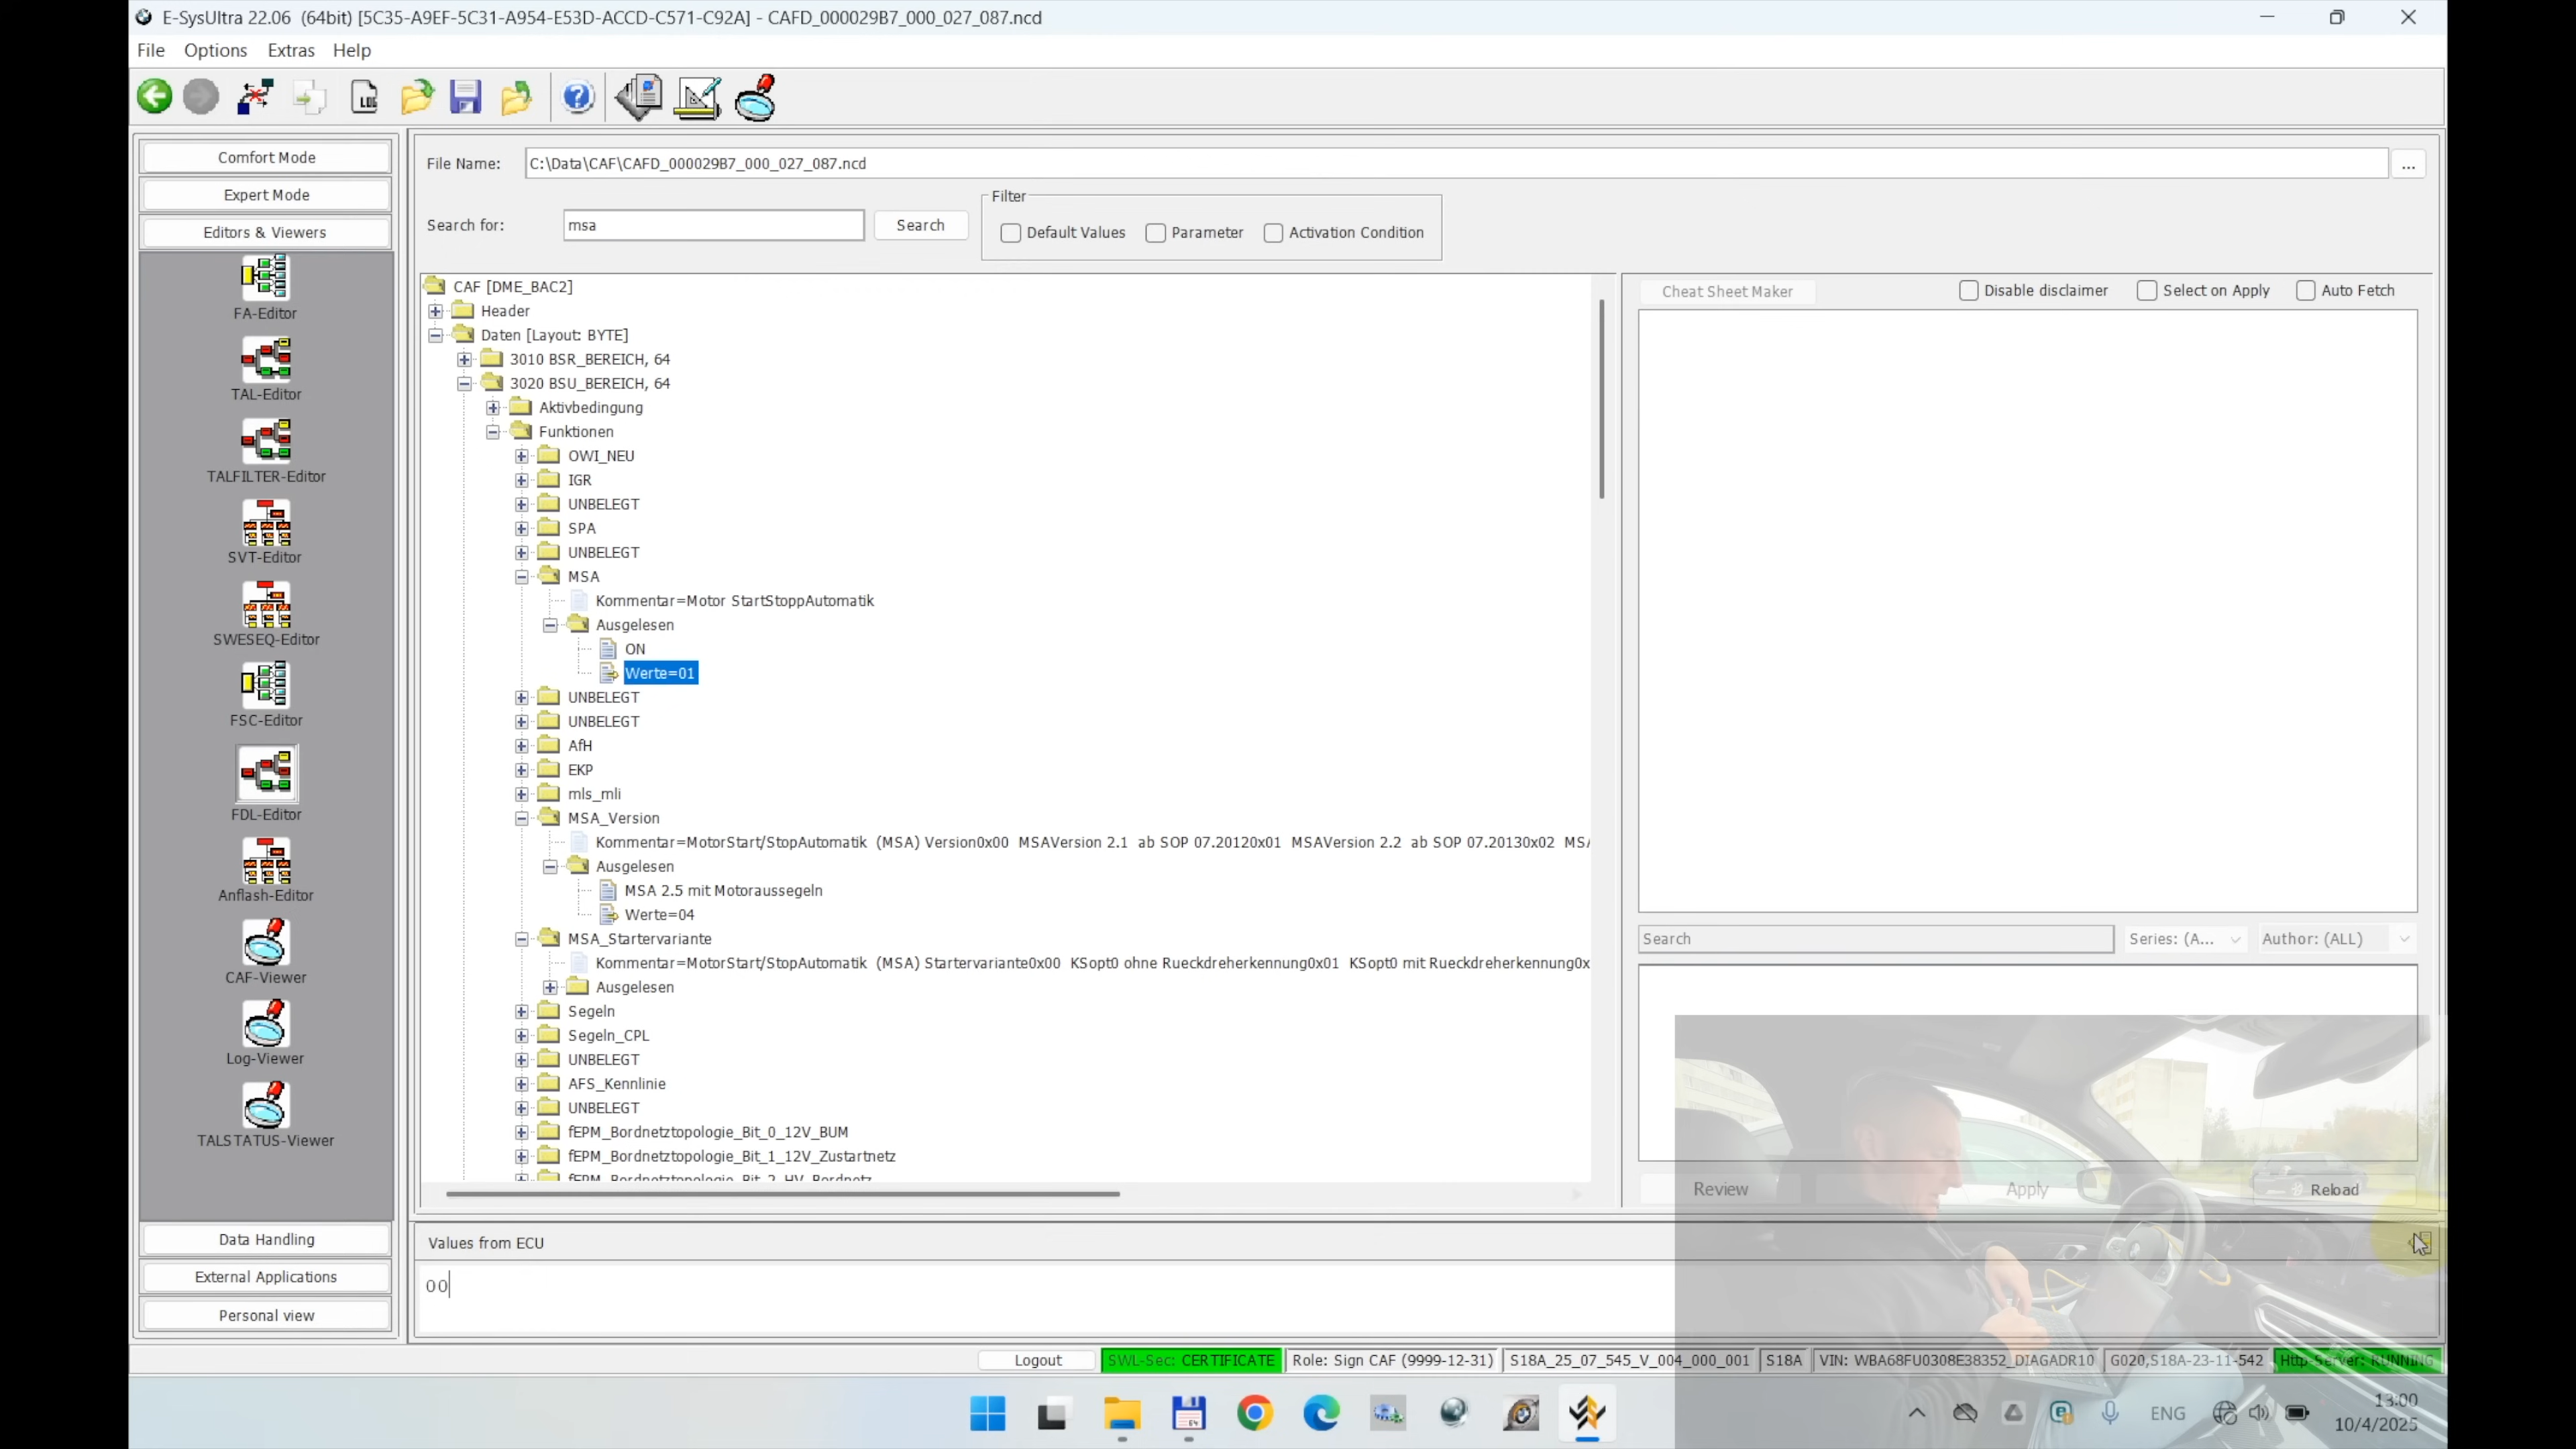 E-SysUltra 22.06 (64bit) [5C35-A9EF-5C31-A954-E53D-ACCD-C571-C92A] - CAFD_000029B7_000_027_087.ncd
File Options Extras Help
LOG
Comfort Mode
Expert Mode
Editors & Viewers
FA-Editor
TAL-Editor
TALFILTER-Editor
SVT-Editor
SWESEQ-Editor
FSC-Editor
FDL-Editor
Anflash-Editor
CAF-Viewer
Log-Viewer
TALSTATUS-Viewer
Data Handling
External Applications
Personal view
File Name: C:\Data\CAF\CAFD_000029B7_000_027_087.ncd ...
Search for: msa Search
Filter
Default Values Parameter Activation Condition
CAF [DME_BAC2]
Header
Daten [Layout: BYTE]
3010 BSR_BEREICH, 64
3020 BSU_BEREICH, 64
Aktivbedingung
Funktionen
OWI_NEU
IGR
UNBELEGT
SPA
UNBELEGT
MSA
Kommentar=Motor StartStoppAutomatik
Ausgelesen
ON
Werte=01
UNBELEGT
UNBELEGT
AfH
EKP
mls_mli
MSA_Version
Kommentar=MotorStart/StopAutomatik (MSA) Version0x00 MSAVersion 2.1 ab SOP 07.20120x01 MSAVersion 2.2 ab SOP 07.20130x02 MSA
Ausgelesen
MSA 2.5 mit Motoraussegeln
Werte=04
MSA_Startervariante
Kommentar=MotorStart/StopAutomatik (MSA) Startervariante0x00 KSopt0 ohne Rueckdreherkennung0x01 KSopt0 mit Rueckdreherkennung0x
Ausgelesen
Segeln
Segeln_CPL
UNBELEGT
AFS_Kennlinie
UNBELEGT
fEPM_Bordnetztopologie_Bit_0_12V_BUM
fEPM_Bordnetztopologie_Bit_1_12V_Zustartnetz
fEPM_Bordnetztopologie_Bit_2_HV_Bordnetz
Cheat Sheet Maker Disable disclaimer Select on Apply Auto Fetch
Search Series: (A... Author: (ALL)
Review Apply Reload
Values from ECU
00
Logout SWL-Sec: CERTIFICATE Role: Sign CAF (9999-12-31) S18A_25_07_545_V_004_000_001 S18A VIN: WBA68FU0308E38352_DIAGADR10 G020,S18A-23-11-542 Http-Server: RUNNING
64
ENG
13:00
10/4/2025